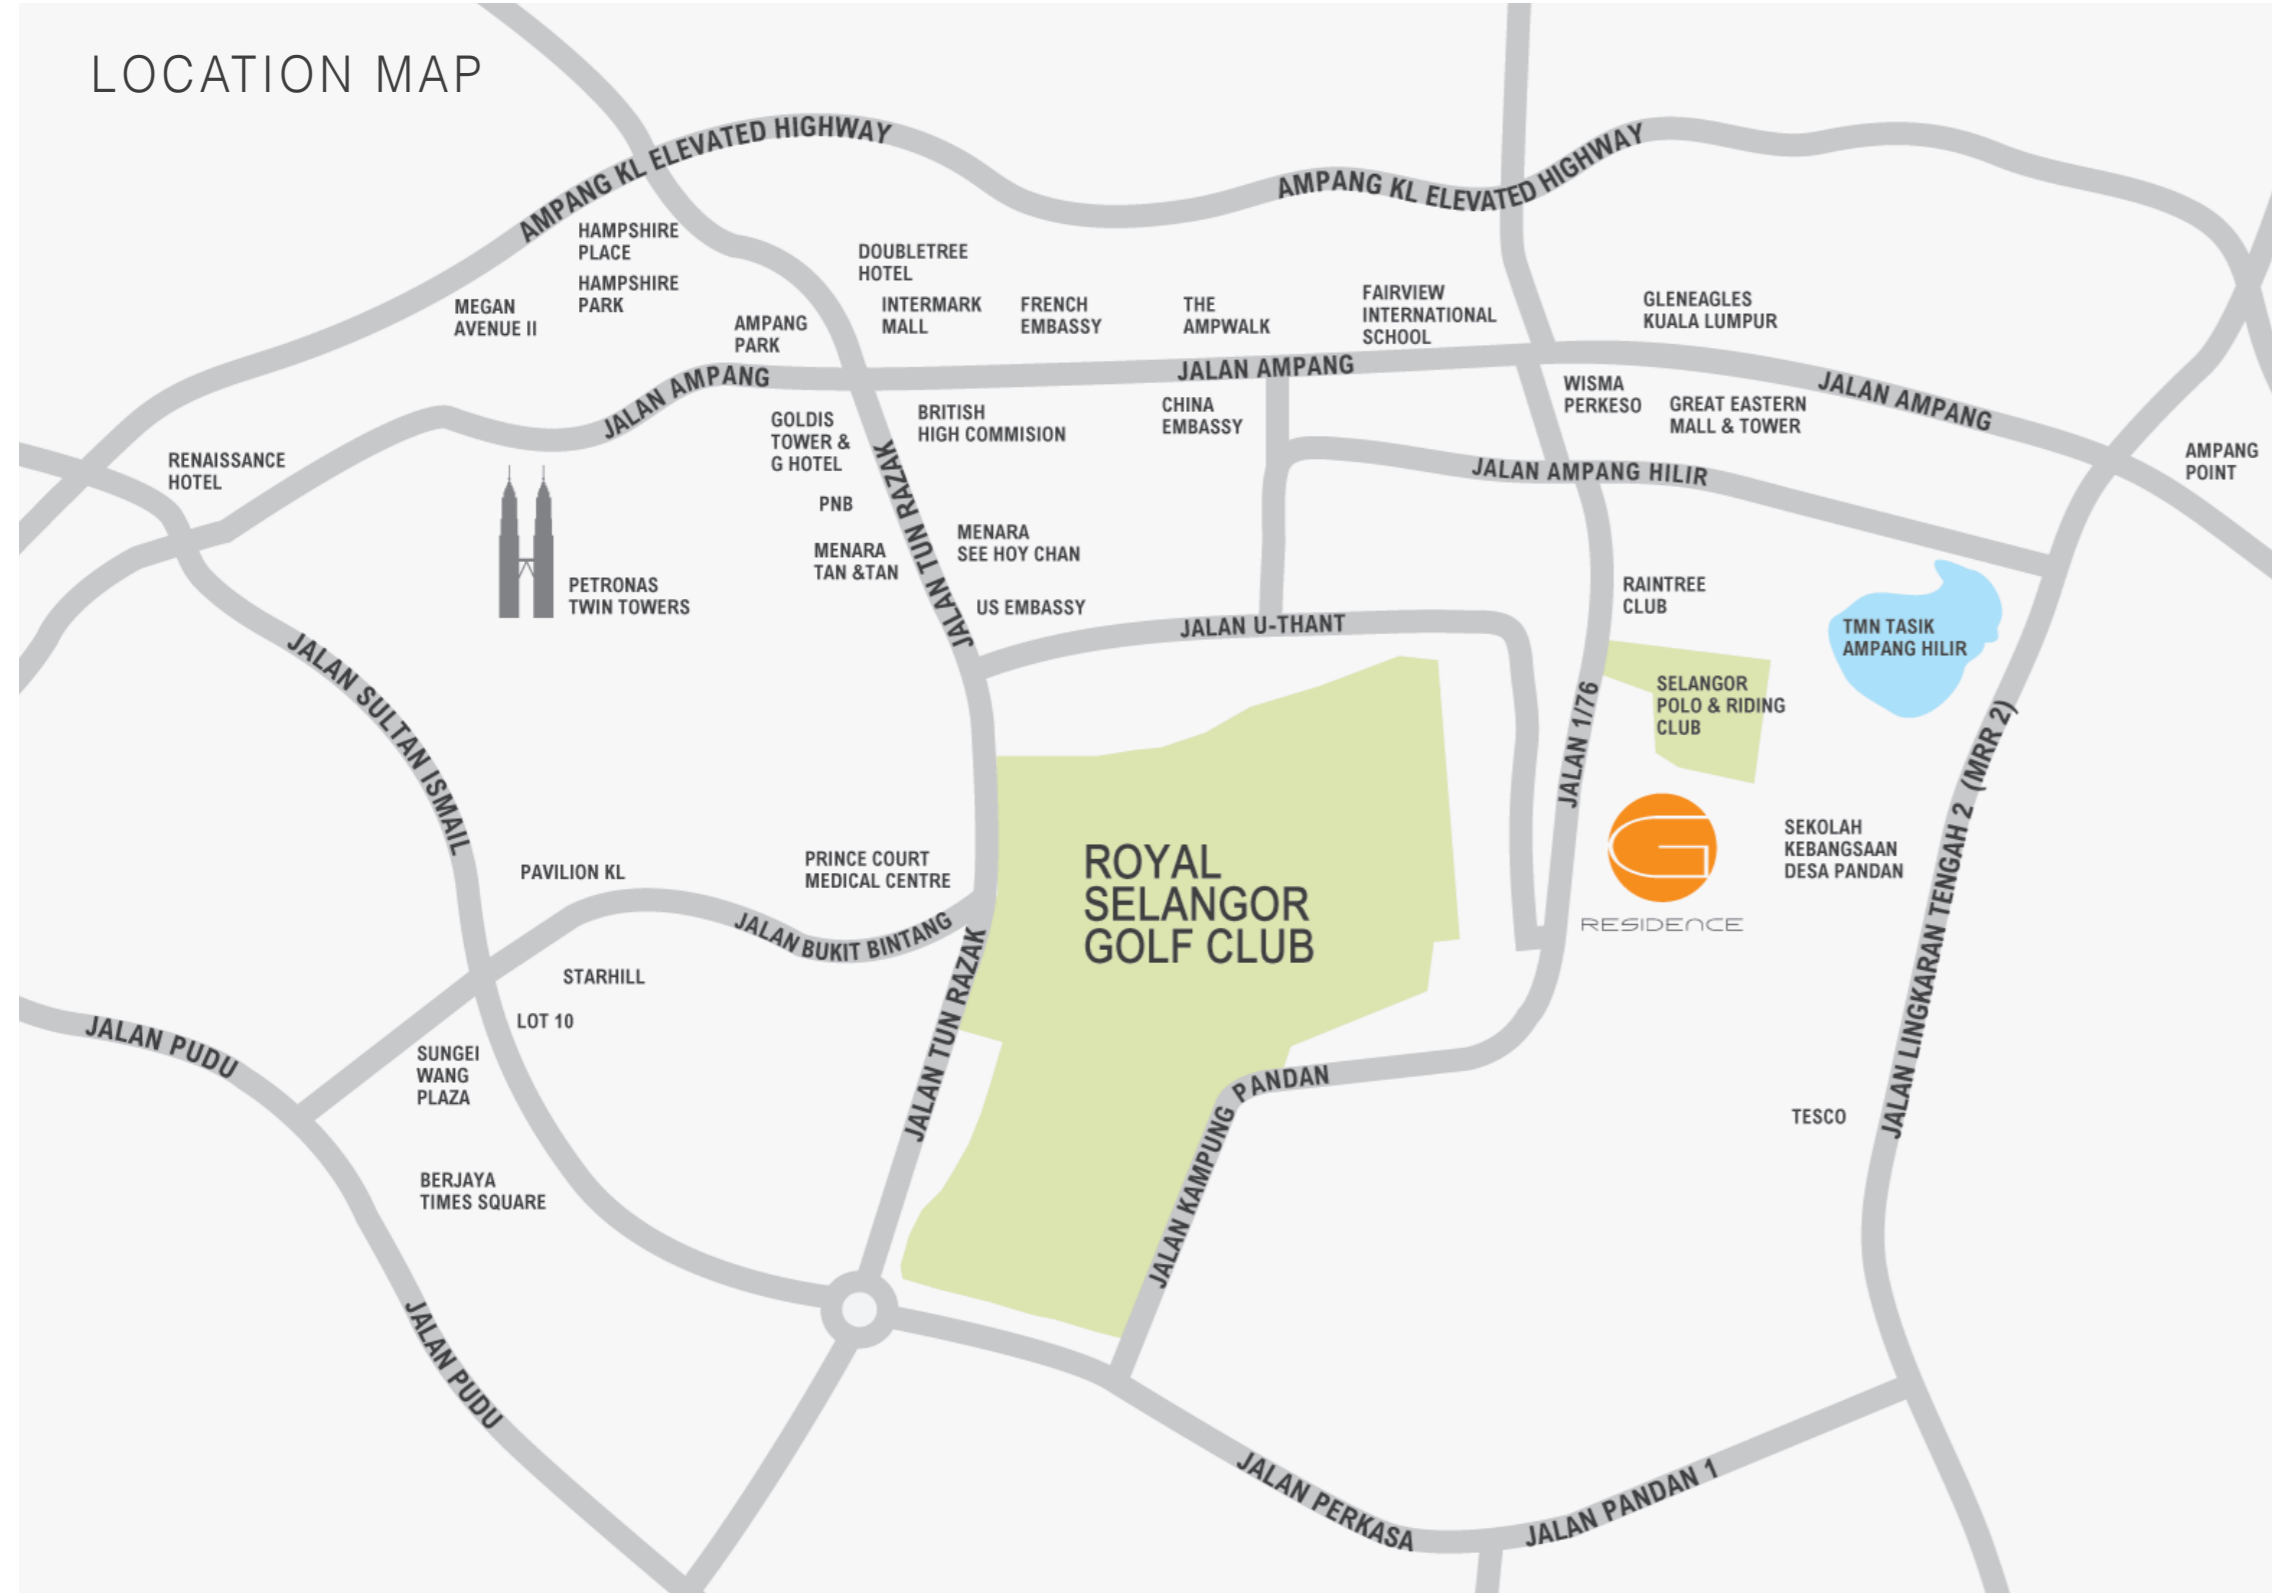 LOCATION MAP
AMPANG KL ELEVATED HIGHWAY
AMPANG KL ELEVATED HIGHWAY
HAMPSHIRE
PLACE
HAMPSHIRE
PARK
MEGAN
AVENUE II
AMPANG
PARK
DOUBLETREE
HOTEL
INTERMARK
MALL
FRENCH
EMBASSY
THE
AMPWALK
FAIRVIEW
INTERNATIONAL
SCHOOL
GLENEAGLES
KUALA LUMPUR
JALAN AMPANG
JALAN AMPANG
JALAN AMPANG
RENAISSANCE
HOTEL
GOLDIS
TOWER &
G HOTEL
BRITISH
HIGH COMMISION
CHINA
EMBASSY
WISMA
PERKESO
GREAT EASTERN
MALL & TOWER
AMPANG
POINT
JALAN AMPANG HILIR
PNB
JALAN TUN RAZAK
MENARA
TAN &TAN
MENARA
SEE HOY CHAN
US EMBASSY
PETRONAS
TWIN TOWERS
JALAN U-THANT
RAINTREE
CLUB
TMN TASIK
AMPANG HILIR
SELANGOR
POLO & RIDING
CLUB
JALAN 1/76
JALAN SULTAN ISMAIL
G
RESIDENCE
SEKOLAH
KEBANGSAAN
DESA PANDAN
JALAN LINGKARAN TENGAH 2 (MRR 2)
PAVILION KL
PRINCE COURT
MEDICAL CENTRE
JALAN BUKIT BINTANG
ROYAL
SELANGOR
GOLF CLUB
STARHILL
LOT 10
JALAN TUN RAZAK
JALAN PUDU
SUNGEI
WANG
PLAZA
JALAN KAMPUNG PANDAN
TESCO
BERJAYA
TIMES SQUARE
JALAN PUDU
JALAN PERKASA
JALAN PANDAN 1